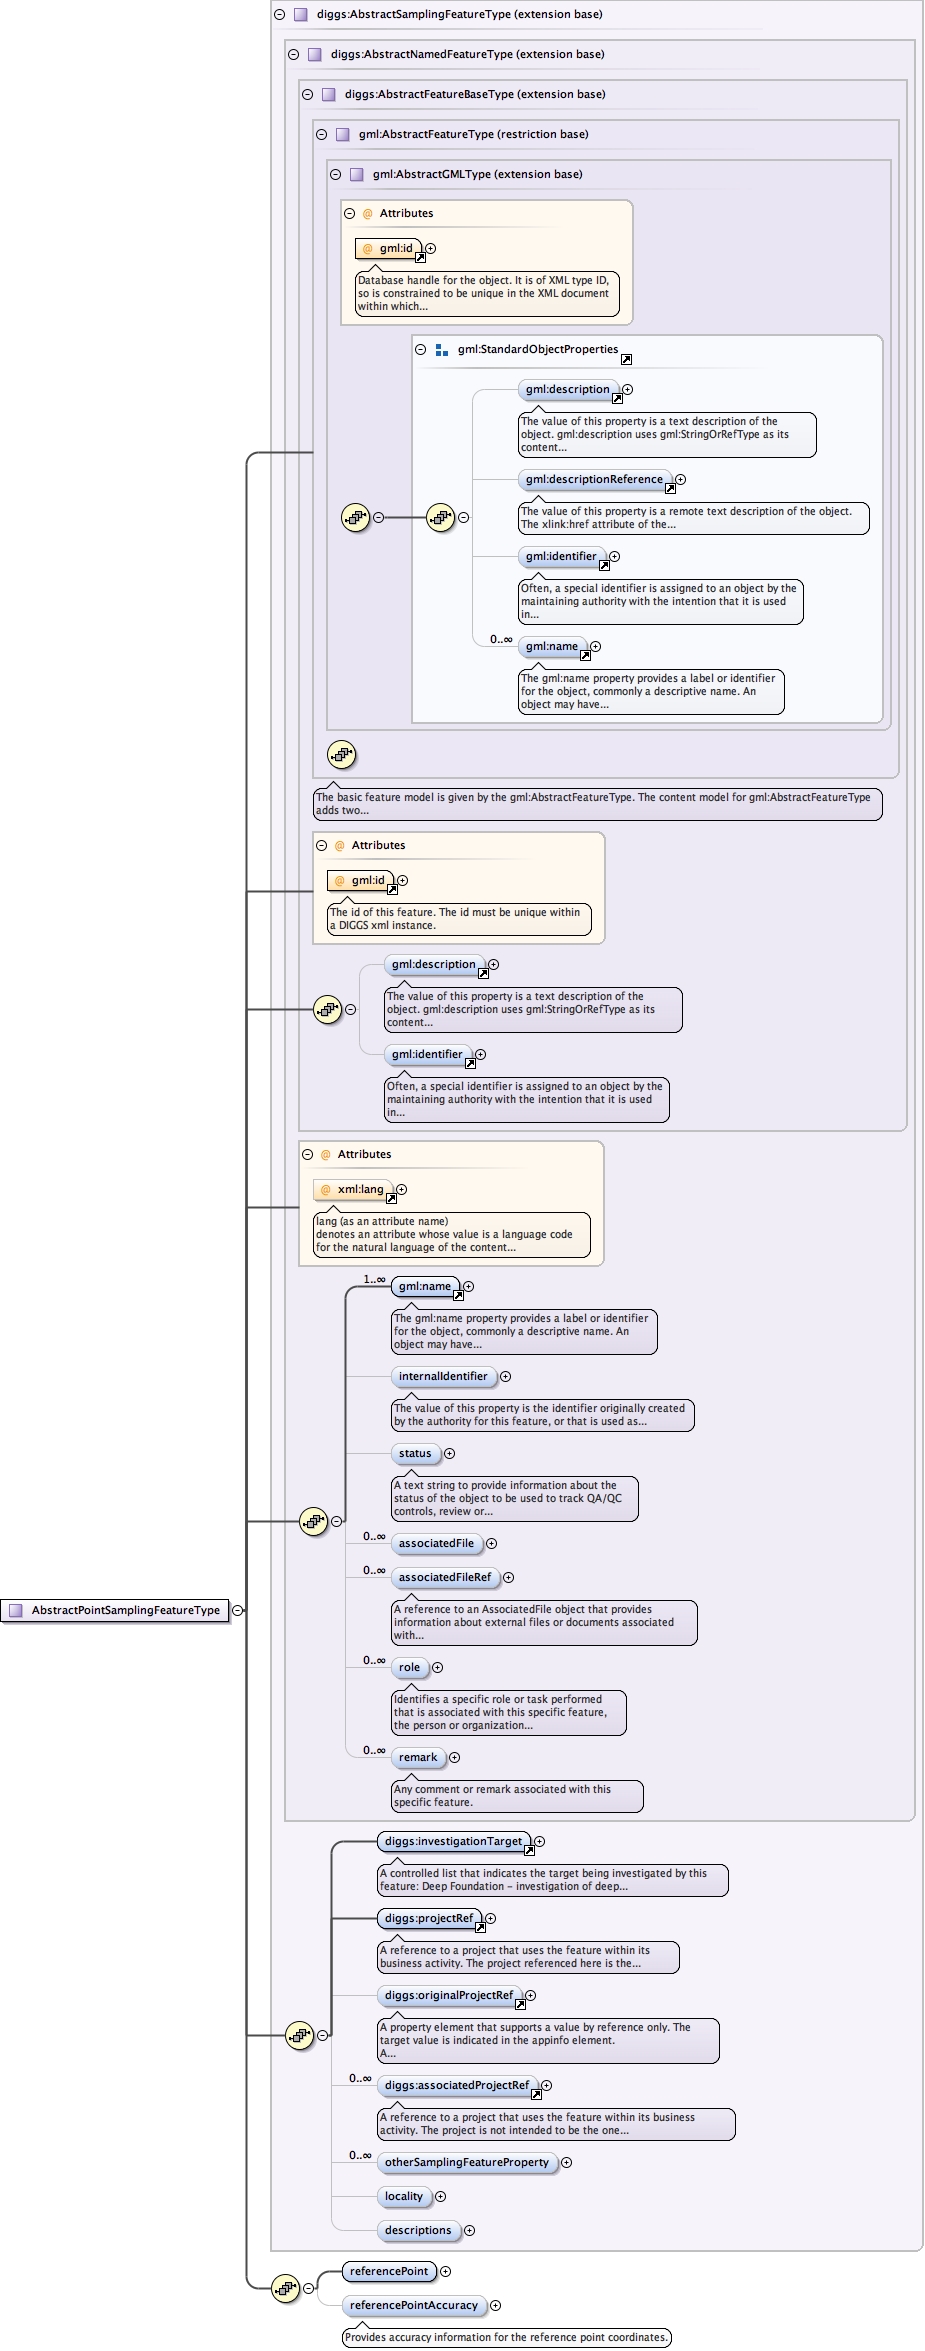 diggs:AbstractSamplingFeatureType (extension base)
diggs:AbstractNamedFeatureType (extension base)
diggs:AbstractFeatureBaseType (extension base)
gml:AbstractFeatureType (restriction base)
gml:AbstractGMLType (extension base)
@ Attributes
@ gml:id
Database handle for the object. It is of XML type ID,
so is constrained to be unique in the XML document
within which...
gml:StandardObjectProperties
gml:description
The value of this property is a text description of the
object. gml:description uses gml:StringOrRefType as its
content...
gml:descriptionReference
The value of this property is a remote text description of the object.
The xlink:href attribute of the...
gml:identifier
Often, a special identifier is assigned to an object by the
maintaining authority with the intention that it is used
in...
0..∞ gml:name
The gml:name property provides a label or identifier
for the object, commonly a descriptive name. An
object may have...
The basic feature model is given by the gml:AbstractFeatureType. The content model for gml:AbstractFeatureType
adds two...
@ Attributes
@ gml:id
The id of this feature. The id must be unique within
a DIGGS xml instance.
gml:description
The value of this property is a text description of the
object. gml:description uses gml:StringOrRefType as its
content...
gml:identifier
Often, a special identifier is assigned to an object by the
maintaining authority with the intention that it is used
in...
@ Attributes
@ xml:lang
lang (as an attribute name)
denotes an attribute whose value is a language code
for the natural language of the content...
1..∞ gml:name
The gml:name property provides a label or identifier
for the object, commonly a descriptive name. An
object may have...
internalIdentifier
The value of this property is the identifier originally created
by the authority for this feature, or that is used as...
status
A text string to provide information about the
status of the object to be used to track QA/QC
controls, review or...
0..∞ associatedFile
0..∞ associatedFileRef
A reference to an AssociatedFile object that provides
information about external files or documents associated
with...
AbstractPointSamplingFeatureType
0..∞ role
Identifies a specific role or task performed
that is associated with this specific feature,
the person or organization...
0..∞ remark
Any comment or remark associated with this
specific feature.
diggs:investigationTarget
A controlled list that indicates the target being investigated by this
feature: Deep Foundation - investigation of deep...
diggs:projectRef
A reference to a project that uses the feature within its
business activity. The project referenced here is the...
diggs:originalProjectRef
A property element that supports a value by reference only. The
target value is indicated in the appinfo element.
A...
0..∞ diggs:associatedProjectRef
A reference to a project that uses the feature within its business
activity. The project is not intended to be the one...
0..∞ otherSamplingFeatureProperty
locality
descriptions
referencePoint
referencePointAccuracy
Provides accuracy information for the reference point coordinates.